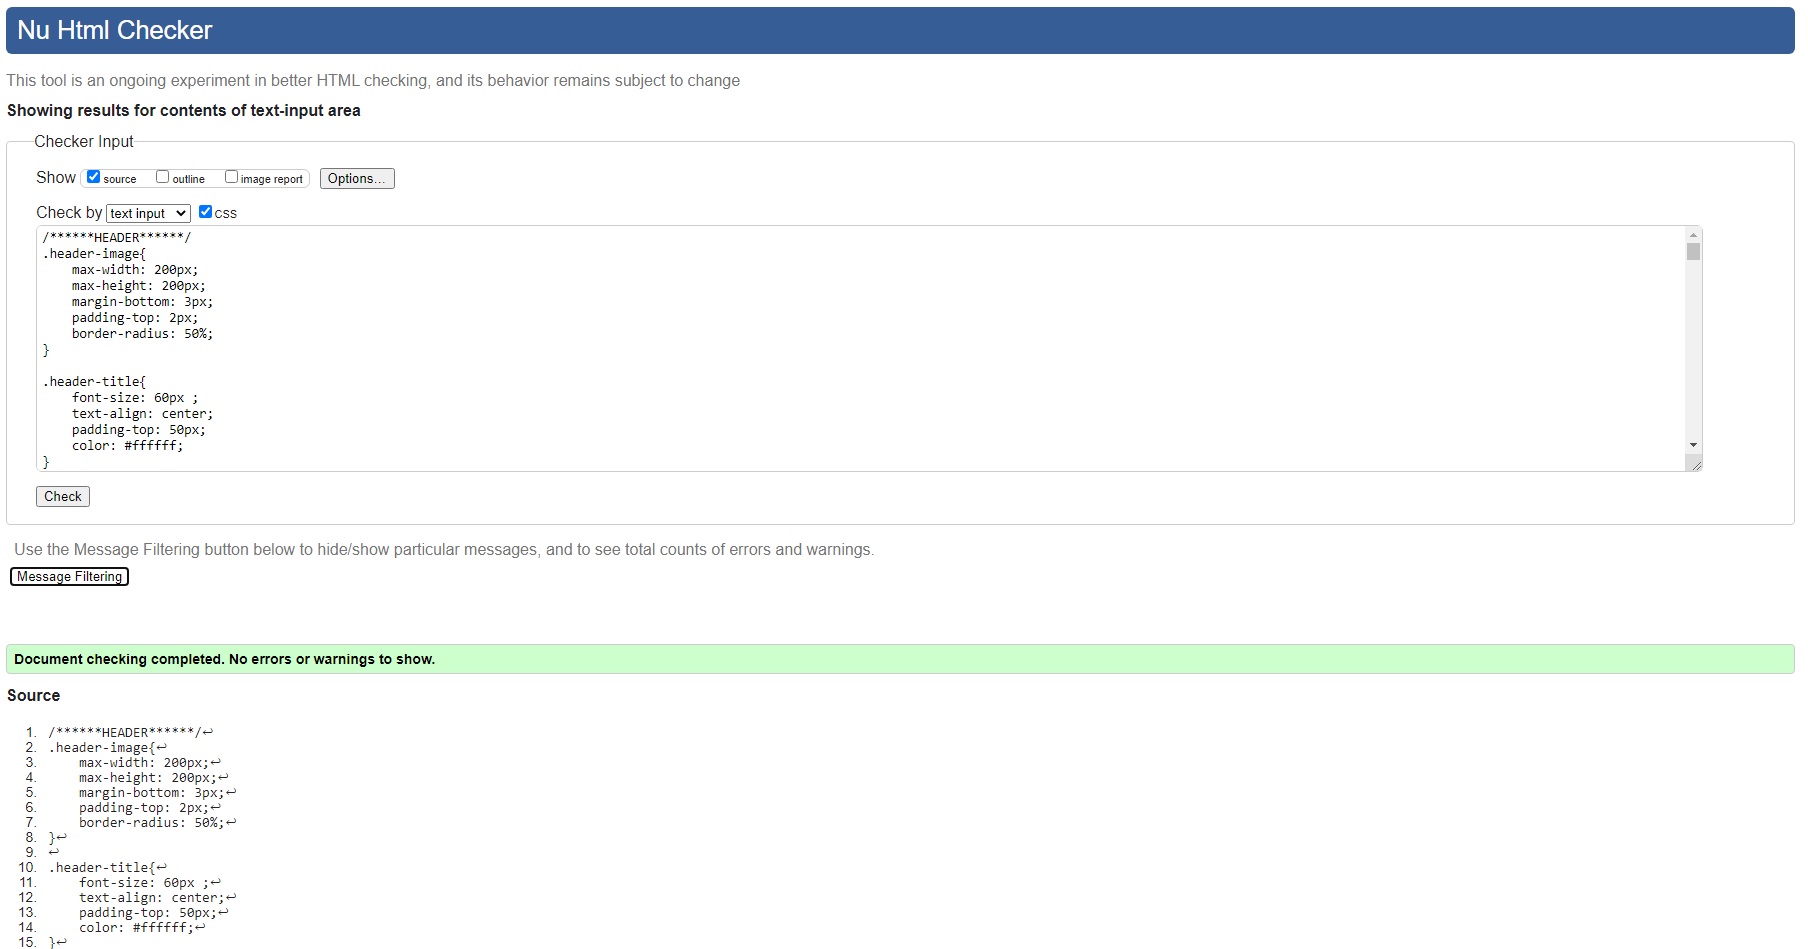 Nu Html Checker
This tool is an ongoing experiment in better HTML checking, and its behavior remains subject to change
Showing results for contents of text-input area
Checker Input
Show source outline image report Options...
Check by text input css
/******HEADER******/
.header-image{
    max-width: 200px;
    max-height: 200px;
    margin-bottom: 3px;
    padding-top: 2px;
    border-radius: 50%;
}
.header-title{
    font-size: 60px ;
    text-align: center;
    padding-top: 50px;
    color: #ffffff;
}
Check
Use the Message Filtering button below to hide/show particular messages, and to see total counts of errors and warnings.
Message Filtering
Document checking completed. No errors or warnings to show.
Source
1. /******HEADER******/↩
2. .header-image{↩
3.     max-width: 200px;↩
4.     max-height: 200px;↩
5.     margin-bottom: 3px;↩
6.     padding-top: 2px;↩
7.     border-radius: 50%;↩
8. }↩
9. ↩
10. .header-title{↩
11.     font-size: 60px ;↩
12.     text-align: center;↩
13.     padding-top: 50px;↩
14.     color: #ffffff;↩
15. }↩